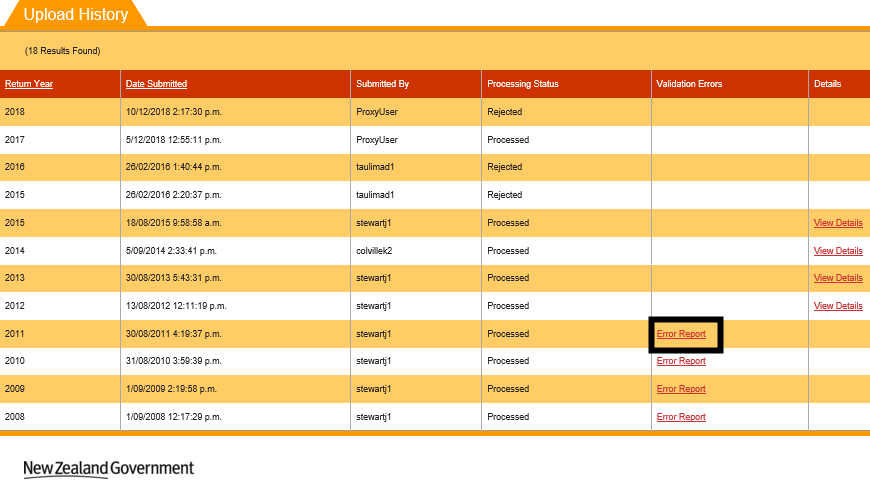 Upload History
(18 Results Found)
Return Year Date Submitted Submitted By Processing Status Validation Errors Details
2018 10/12/2018 2:17:30 p.m. ProxyUser Rejected
2017 5/12/2018 12:55:11 p.m. ProxyUser Processed
2016 26/02/2016 1:40:44 p.m. taulimad1 Rejected
2015 26/02/2016 2:20:37 p.m. taulimad1 Rejected
2015 18/08/2015 9:58:58 a.m. stewartj1 Processed View Details
2014 5/09/2014 2:33:41 p.m. colvillek2 Processed View Details
2013 30/08/2013 5:43:31 p.m. stewartj1 Processed View Details
2012 13/08/2012 12:11:19 p.m. stewartj1 Processed View Details
2011 30/08/2011 4:19:37 p.m. stewartj1 Processed Error Report
2010 31/08/2010 3:59:39 p.m. stewartj1 Processed Error Report
2009 1/09/2009 2:19:58 p.m. stewartj1 Processed Error Report
2008 1/09/2008 12:17:29 p.m. stewartj1 Processed Error Report
New Zealand Government